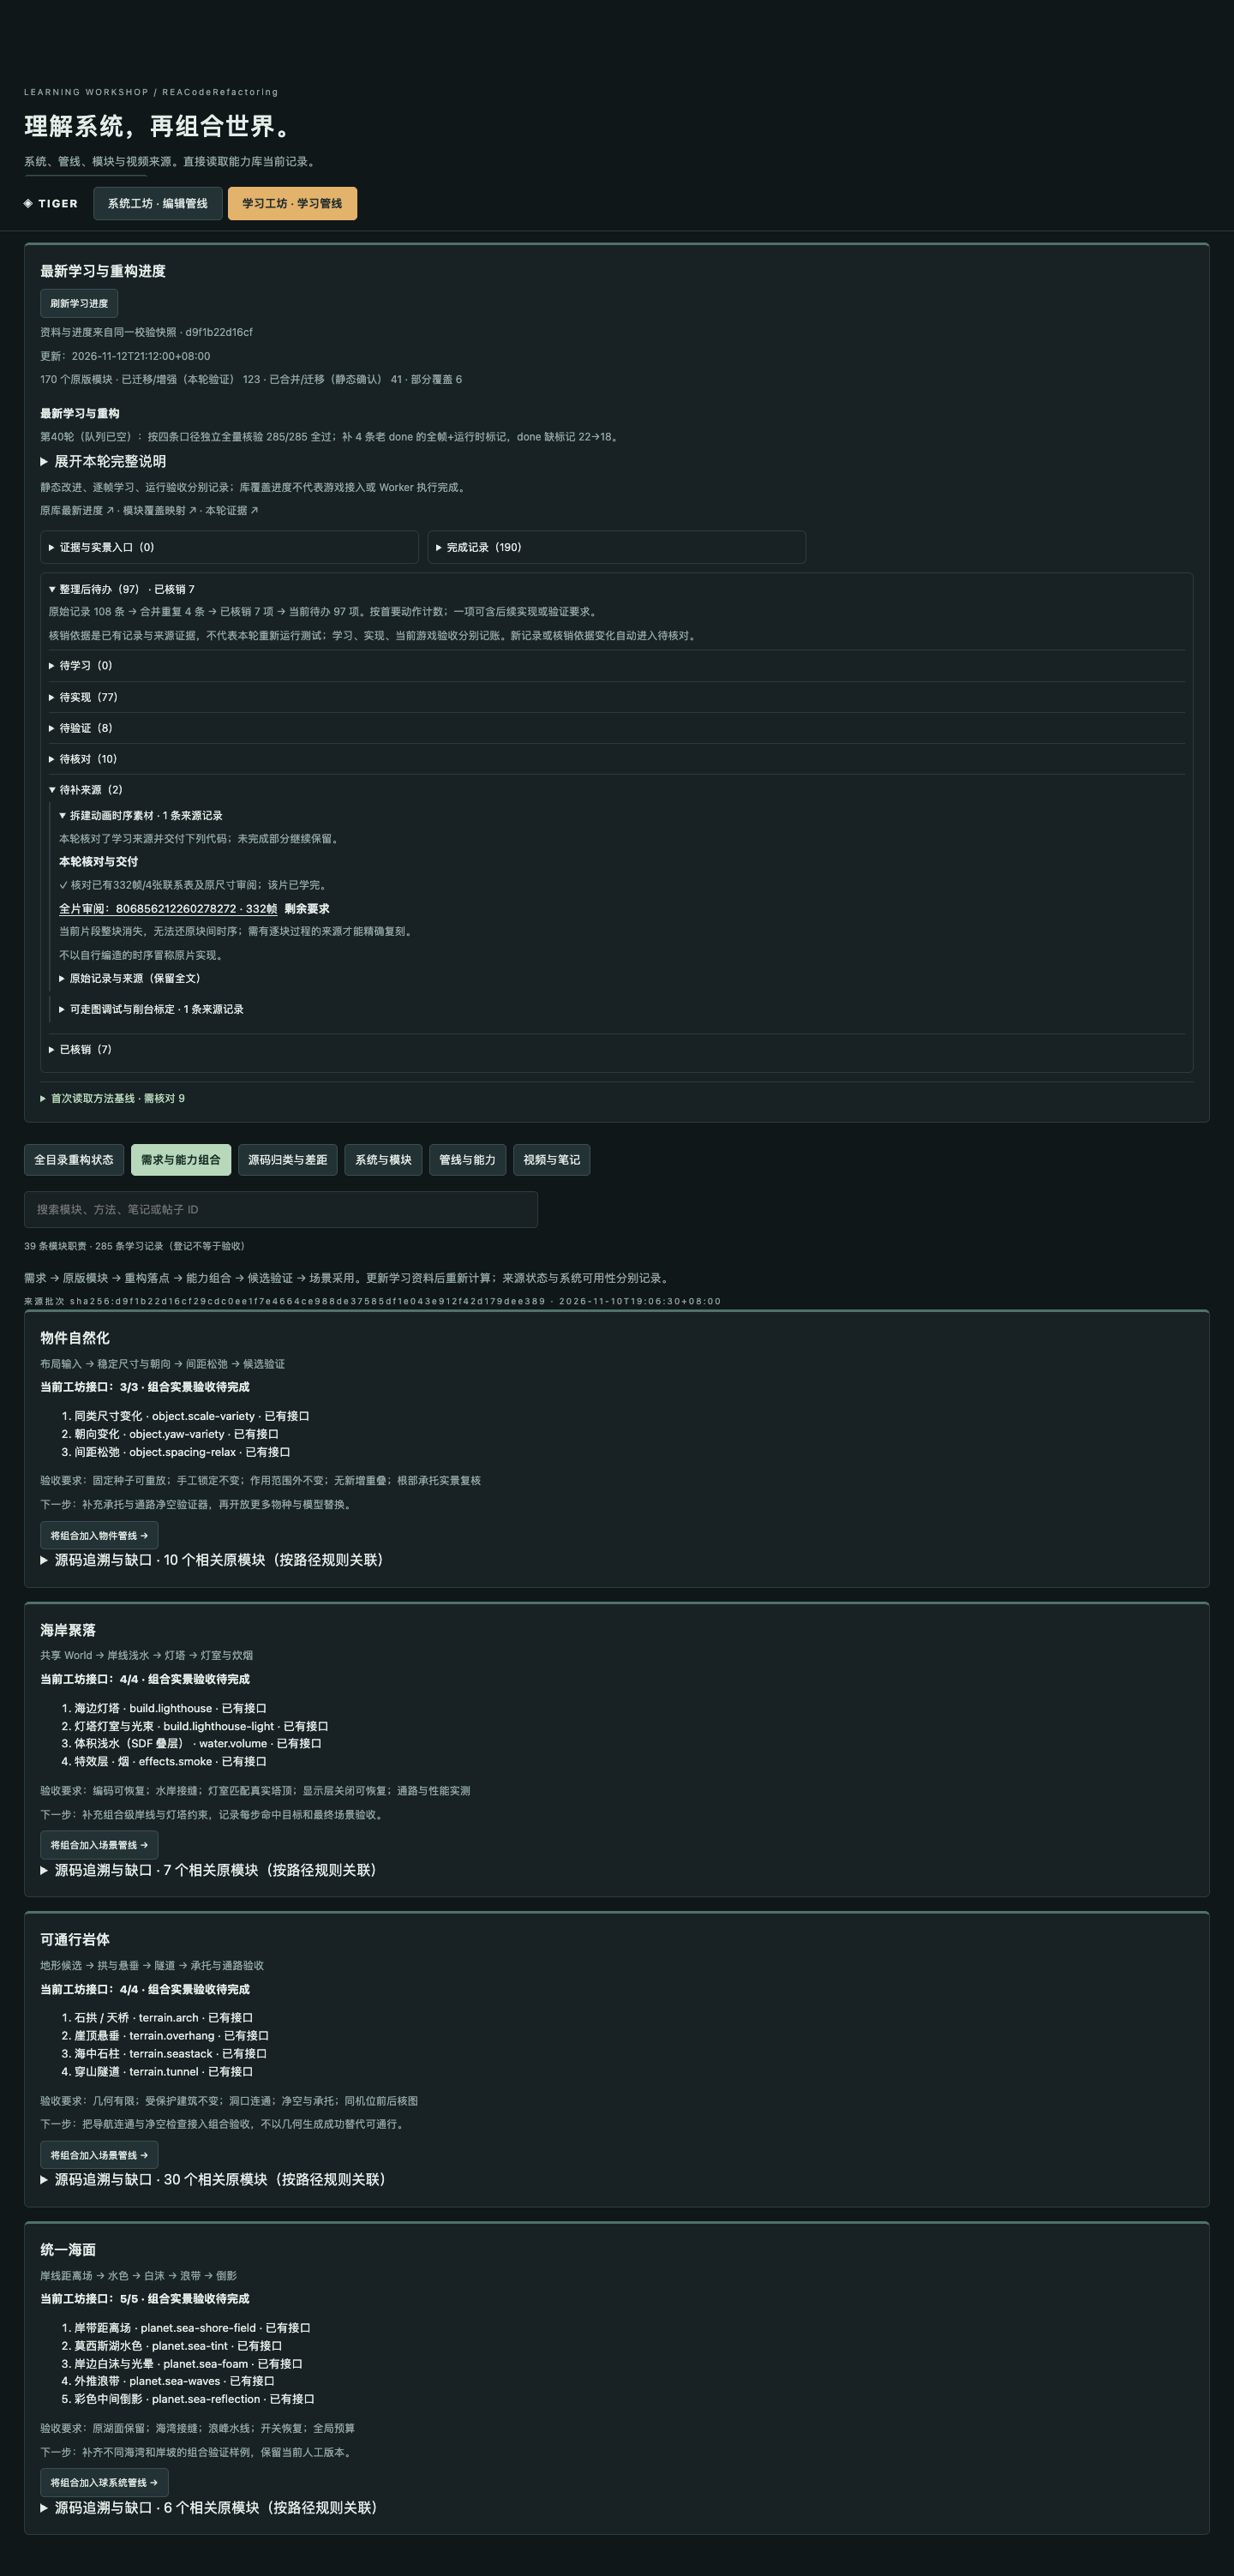 LEARNING WORKSHOP / REACodeRefactoring
理解系统，再组合世界。
系统、管线、模块与视频来源。直接读取能力库当前记录。
◈ TIGER
系统工坊 · 编辑管线
学习工坊 · 学习管线
最新学习与重构进度
刷新学习进度
资料与进度来自同一校验快照 · d9f1b22d16cf
更新：2026-11-12T21:12:00+08:00
170 个原版模块 · 已迁移/增强（本轮验证） 123 · 已合并/迁移（静态确认） 41 · 部分覆盖 6
最新学习与重构
第40轮（队列已空）：按四条口径独立全量核验 285/285 全过；补 4 条老 done 的全帧+运行时标记，done 缺标记 22→18。
▶ 展开本轮完整说明
静态改进、逐帧学习、运行验收分别记录；库覆盖进度不代表游戏接入或 Worker 执行完成。
原库最新进度 ↗ · 模块覆盖映射 ↗ · 本轮证据 ↗
▶ 证据与实景入口（0）
▶ 完成记录（190）
▼ 整理后待办（97） · 已核销 7
原始记录 108 条 → 合并重复 4 条 → 已核销 7 项 → 当前待办 97 项。按首要动作计数；一项可含后续实现或验证要求。
核销依据是已有记录与来源证据，不代表本轮重新运行测试；学习、实现、当前游戏验收分别记账。新记录或核销依据变化自动进入待核对。
▶ 待学习（0）
▶ 待实现（77）
▶ 待验证（8）
▶ 待核对（10）
▼ 待补来源（2）
▼ 拆建动画时序素材 · 1 条来源记录
本轮核对了学习来源并交付下列代码；未完成部分继续保留。
本轮核对与交付
✓ 核对已有332帧/4张联系表及原尺寸审阅；该片已学完。
全片审阅：806856212260278272 · 332帧 剩余要求
当前片段整块消失，无法还原块间时序；需有逐块过程的来源才能精确复刻。
不以自行编造的时序冒称原片实现。
▶ 原始记录与来源（保留全文）
▶ 可走图调试与削台标定 · 1 条来源记录
▶ 已核销（7）
▶ 首次读取方法基线 · 需核对 9
全目录重构状态
需求与能力组合
源码归类与差距
系统与模块
管线与能力
视频与笔记
搜索模块、方法、笔记或帖子 ID
39 条模块职责 · 285 条学习记录（登记不等于验收）
需求 → 原版模块 → 重构落点 → 能力组合 → 候选验证 → 场景采用。更新学习资料后重新计算；来源状态与系统可用性分别记录。
来源批次 sha256:d9f1b22d16cf29cdc0ee1f7e4664ce988de37585df1e043e912f42d179dee389 · 2026-11-10T19:06:30+08:00
物件自然化
布局输入 → 稳定尺寸与朝向 → 间距松弛 → 候选验证
当前工坊接口：3/3 · 组合实景验收待完成
1. 同类尺寸变化 · object.scale-variety · 已有接口
2. 朝向变化 · object.yaw-variety · 已有接口
3. 间距松弛 · object.spacing-relax · 已有接口
验收要求：固定种子可重放；手工锁定不变；作用范围外不变；无新增重叠；根部承托实景复核
下一步：补充承托与通路净空验证器，再开放更多物种与模型替换。
将组合加入物件管线 →
▶ 源码追溯与缺口 · 10 个相关原模块（按路径规则关联）
海岸聚落
共享 World → 岸线浅水 → 灯塔 → 灯室与炊烟
当前工坊接口：4/4 · 组合实景验收待完成
1. 海边灯塔 · build.lighthouse · 已有接口
2. 灯塔灯室与光束 · build.lighthouse-light · 已有接口
3. 体积浅水（SDF 叠层） · water.volume · 已有接口
4. 特效层 · 烟 · effects.smoke · 已有接口
验收要求：编码可恢复；水岸接缝；灯室匹配真实塔顶；显示层关闭可恢复；通路与性能实测
下一步：补充组合级岸线与灯塔约束，记录每步命中目标和最终场景验收。
将组合加入场景管线 →
▶ 源码追溯与缺口 · 7 个相关原模块（按路径规则关联）
可通行岩体
地形候选 → 拱与悬垂 → 隧道 → 承托与通路验收
当前工坊接口：4/4 · 组合实景验收待完成
1. 石拱 / 天桥 · terrain.arch · 已有接口
2. 崖顶悬垂 · terrain.overhang · 已有接口
3. 海中石柱 · terrain.seastack · 已有接口
4. 穿山隧道 · terrain.tunnel · 已有接口
验收要求：几何有限；受保护建筑不变；洞口连通；净空与承托；同机位前后核图
下一步：把导航连通与净空检查接入组合验收，不以几何生成成功替代可通行。
将组合加入场景管线 →
▶ 源码追溯与缺口 · 30 个相关原模块（按路径规则关联）
统一海面
岸线距离场 → 水色 → 白沫 → 浪带 → 倒影
当前工坊接口：5/5 · 组合实景验收待完成
1. 岸带距离场 · planet.sea-shore-field · 已有接口
2. 莫西斯湖水色 · planet.sea-tint · 已有接口
3. 岸边白沫与光晕 · planet.sea-foam · 已有接口
4. 外推浪带 · planet.sea-waves · 已有接口
5. 彩色中间倒影 · planet.sea-reflection · 已有接口
验收要求：原湖面保留；海湾接缝；浪峰水线；开关恢复；全局预算
下一步：补齐不同海湾和岸坡的组合验证样例，保留当前人工版本。
将组合加入球系统管线 →
▶ 源码追溯与缺口 · 6 个相关原模块（按路径规则关联）